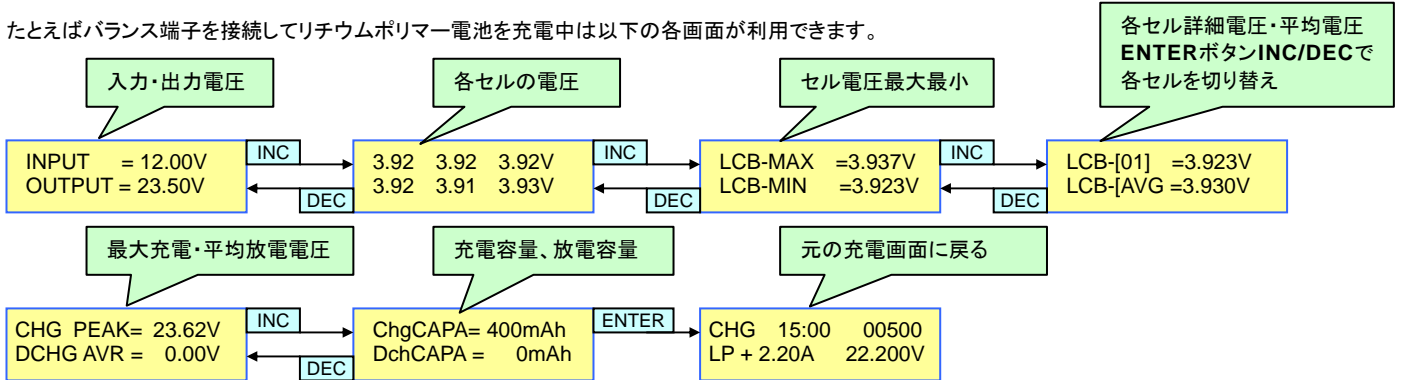 たとえばバランス端子を接続してリチウムポリマー電池を充電中は以下の各画面が利用できます。
入力・出力電圧
各セルの電圧
セル電圧最大最小
各セル詳細電圧・平均電圧
ENTERボタンINC/DECで
各セルを切り替え
INPUT = 12.00V
OUTPUT = 23.50V
INC
DEC
3.92 3.92 3.92V
3.92 3.91 3.93V
INC
DEC
LCB-MAX =3.937V
LCB-MIN =3.923V
INC
DEC
LCB-[01] =3.923V
LCB-[AVG =3.930V
最大充電・平均放電電圧
充電容量、放電容量
元の充電画面に戻る
CHG PEAK= 23.62V
DCHG AVR = 0.00V
INC
DEC
ChgCAPA= 400mAh
DchCAPA = 0mAh
ENTER
CHG 15:00 00500
LP + 2.20A 22.200V